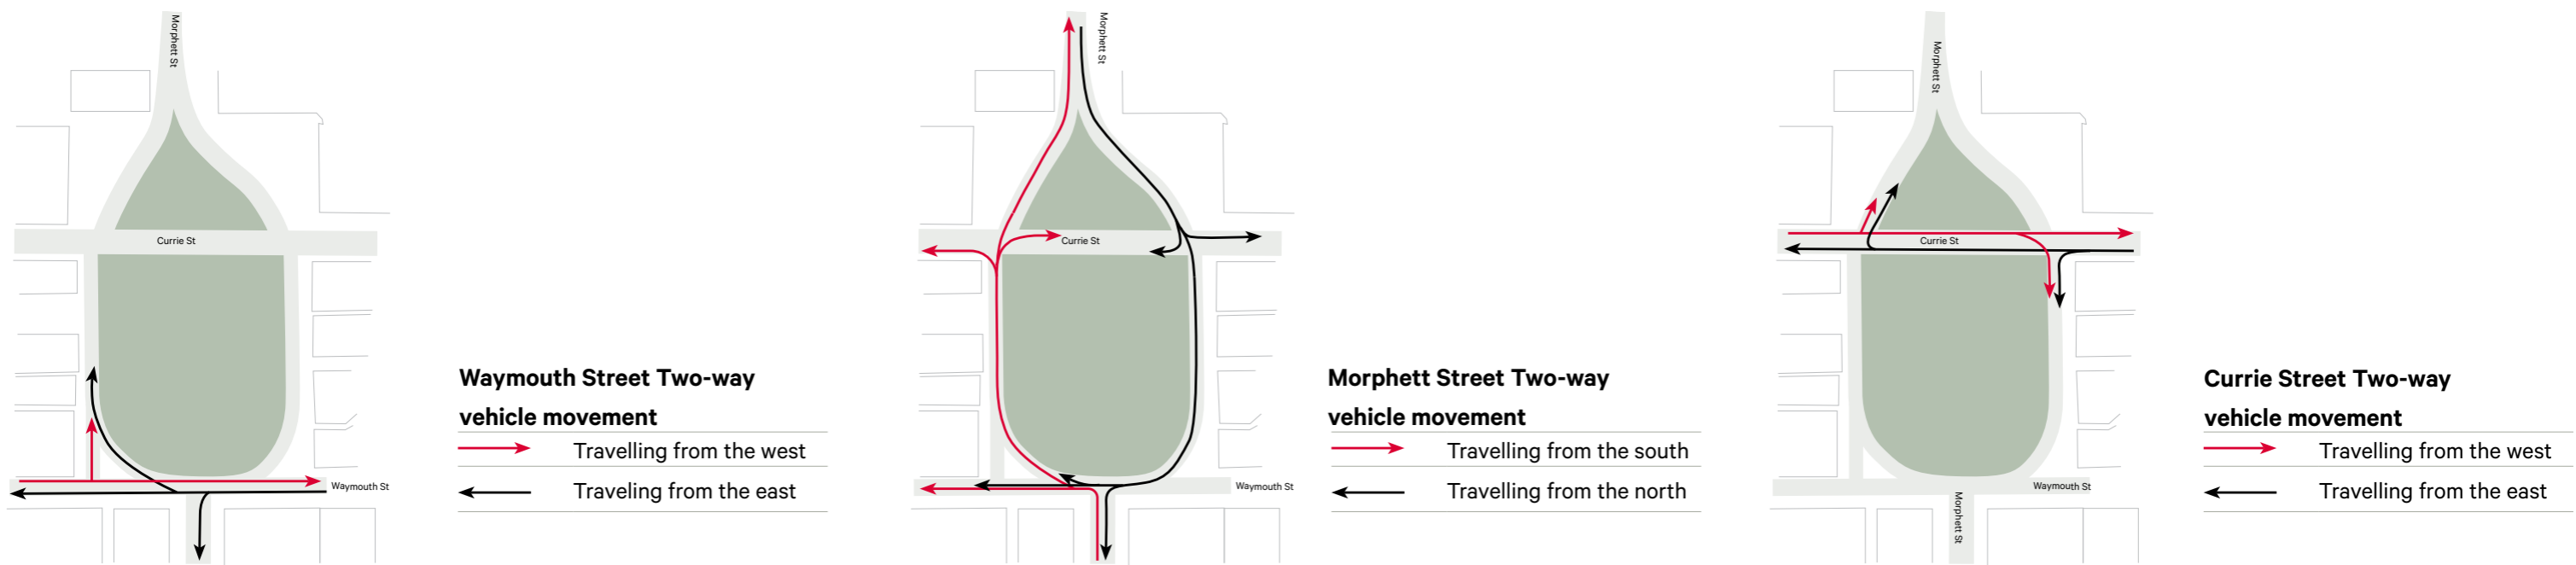 Morphett St
Currie St
Waymouth St
Waymouth Street Two-way
vehicle movement
Travelling from the west
Traveling from the east
Morphett St
Currie St
Waymouth St
Morphett Street Two-way
vehicle movement
Travelling from the south
Travelling from the north
Morphett St
Currie St
Waymouth St
Morphett St
Currie Street Two-way
vehicle movement
Travelling from the west
Travelling from the east